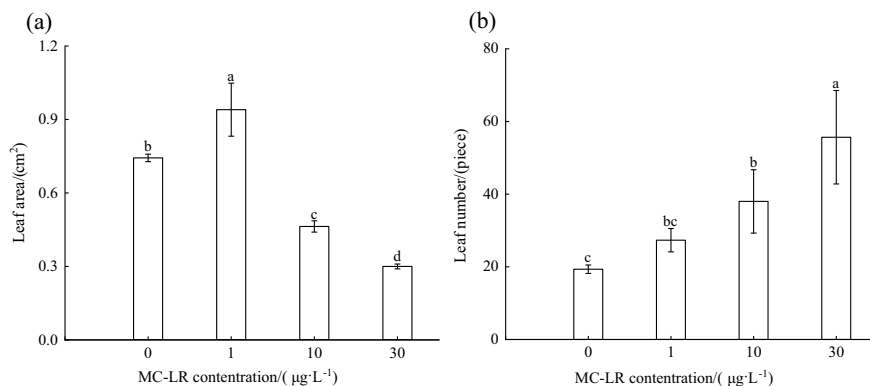 (a)
1.2
0.9
0.6
0.3
0.0
Leaf area/(cm²)
b
a
c
d
0 1 10 30
MC-LR contentration/( μg·L⁻¹)
(b)
80
60
40
20
0
Leaf number/(piece)
c
bc
b
a
0 1 10 30
MC-LR contentration/( μg·L⁻¹)